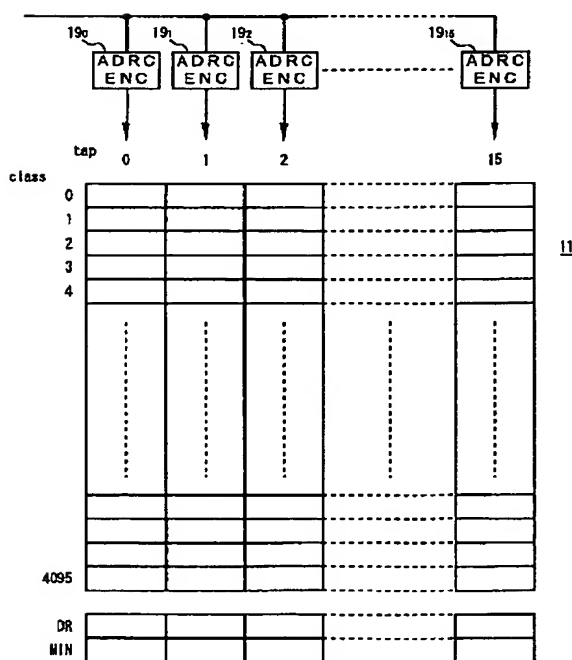 19₀ 19₁ 19₂ 19₁₅
ADRC ADRC ADRC ADRC
ENC ENC ENC ENC
tap 0 1 2 15
class
0
1
2
3
4
11
4095
DR
MIN